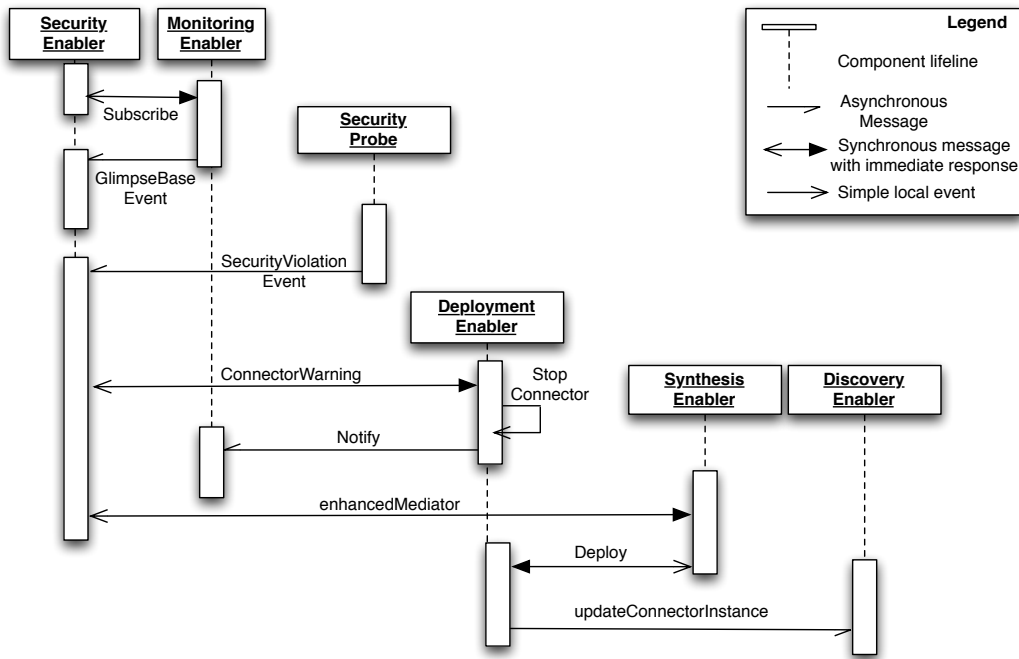 Security
Enabler
Monitoring
Enabler
Legend
Component lifeline
Asynchronous
Message
Synchronous message
with immediate response
Simple local event
Subscribe
Security
Probe
GlimpseBase
Event
SecurityViolation
Event
Deployment
Enabler
ConnectorWarning
Stop
Connector
Synthesis
Enabler
Discovery
Enabler
Notify
enhancedMediator
Deploy
updateConnectorInstance